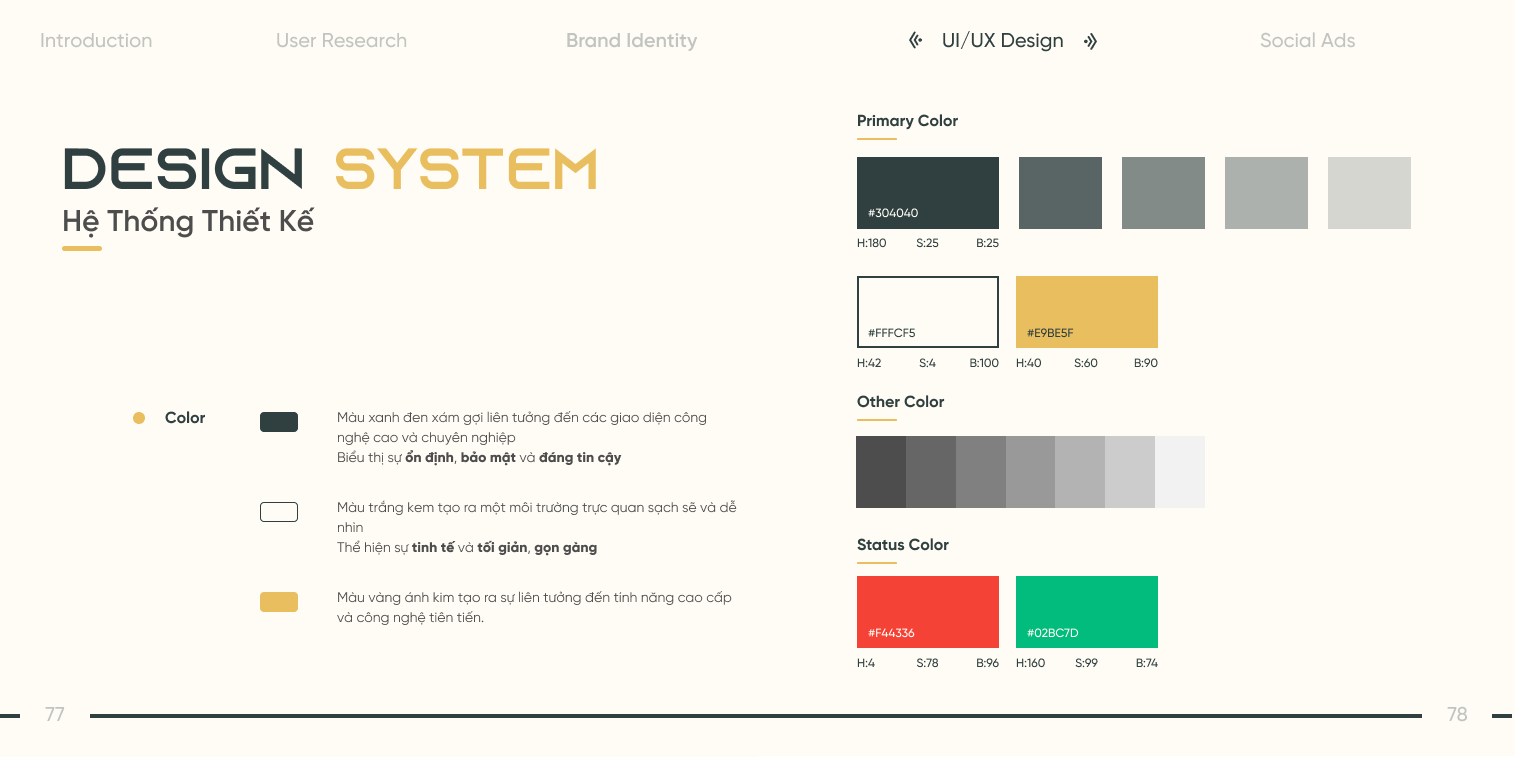 Introduction
User Research
Brand Identity
UI/UX Design
Social Ads
DESIGN SYSTEM
Hệ Thống Thiết Kế
Color
Màu xanh đen xám gợi liên tưởng đến các giao diện công
nghệ cao và chuyên nghiệp
Biểu thị sự ổn định, bảo mật và đáng tin cậy
Màu trắng kem tạo ra một môi trường trực quan sạch sẽ và dễ
nhìn
Thể hiện sự tinh tế và tối giản, gọn gàng
Màu vàng ánh kim tạo ra sự liên tưởng đến tính năng cao cấp
và công nghệ tiên tiến.
Primary Color
#304040
H:180 S:25 B:25
#FFFCF5
#E9BE5F
H:42 S:4 B:100
H:40 S:60 B:90
Other Color
Status Color
#F44336
#02BC7D
H:4 S:78 B:96
H:160 S:99 B:74
77
78